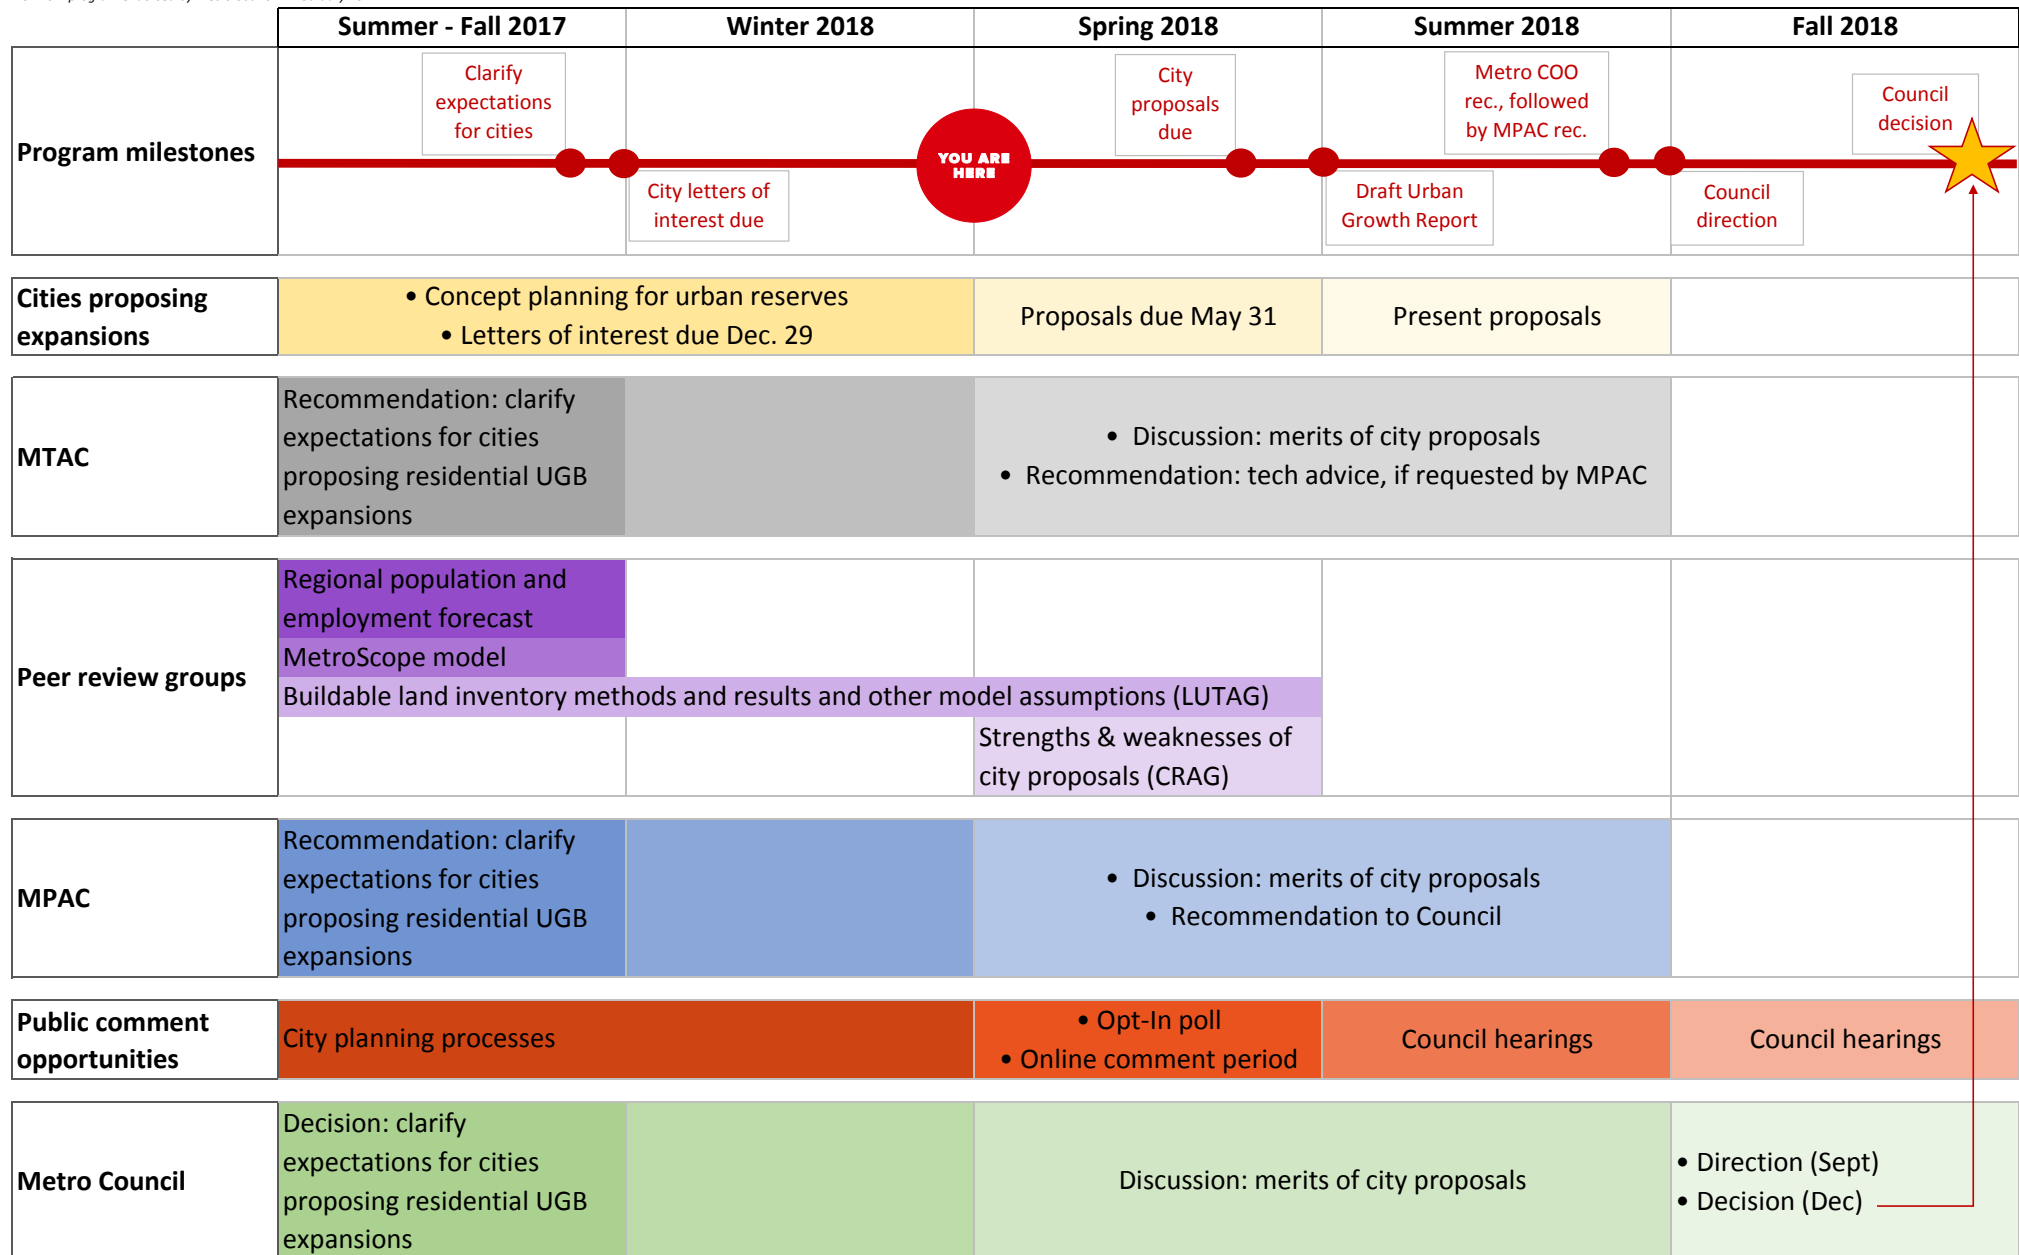 Summer - Fall 2017
Winter 2018
Spring 2018
Summer 2018
Fall 2018
Program milestones
Clarify
expectations
for cities
City letters of
interest due
YOU ARE
HERE
City
proposals
due
Draft Urban
Growth Report
Metro COO
rec., followed
by MPAC rec.
Council
direction
Council
decision
Cities proposing
expansions
• Concept planning for urban reserves
• Letters of interest due Dec. 29
Proposals due May 31
Present proposals
MTAC
Recommendation: clarify
expectations for cities
proposing residential UGB
expansions
• Discussion: merits of city proposals
• Recommendation: tech advice, if requested by MPAC
Peer review groups
Regional population and
employment forecast
MetroScope model
Buildable land inventory methods and results and other model assumptions (LUTAG)
Strengths & weaknesses of
city proposals (CRAG)
MPAC
Recommendation: clarify
expectations for cities
proposing residential UGB
expansions
• Discussion: merits of city proposals
• Recommendation to Council
Public comment
opportunities
City planning processes
• Opt-In poll
• Online comment period
Council hearings
Council hearings
Metro Council
Decision: clarify
expectations for cities
proposing residential UGB
expansions
Discussion: merits of city proposals
• Direction (Sept)
• Decision (Dec)